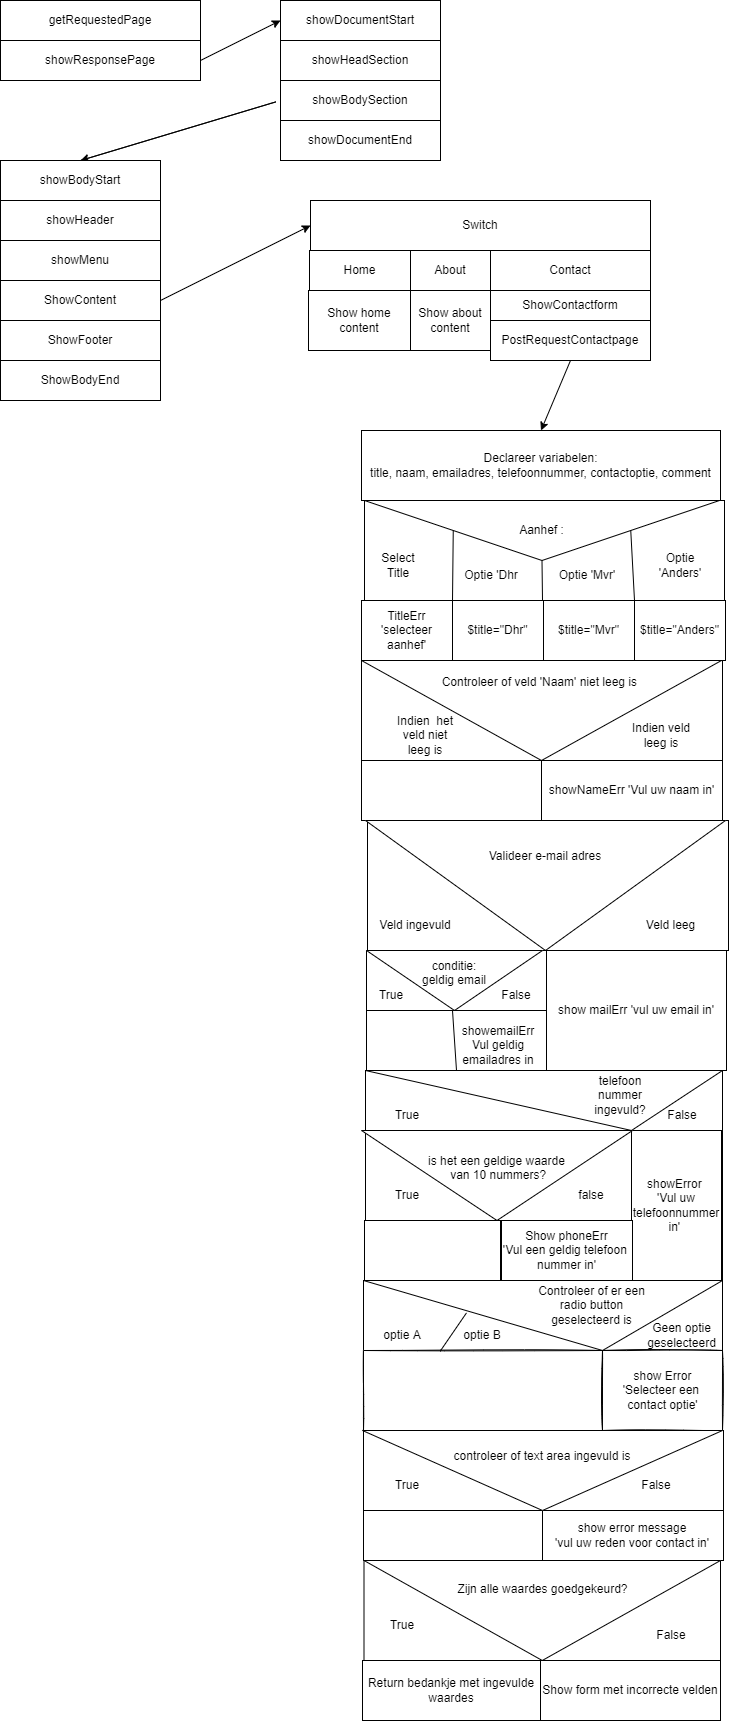 getRequestedPage
showResponsePage
showDocumentStart
showHeadSection
showBodySection
showDocumentEnd
showBodyStart
showHeader
showMenu
ShowContent
ShowFooter
ShowBodyEnd
Switch
Home
About
Contact
Show home
content
Show about
content
ShowContactform
PostRequestContactpage
Declareer variabelen:
title, naam, emailadres, telefoonnummer, contactoptie, comment
Aanhef :
Select
Title
Optie 'Dhr
Optie 'Mvr'
Optie
'Anders'
TitleErr
'selecteer
aanhef'
$title="Dhr"
$title="Mvr"
$title="Anders"
Controleer of veld 'Naam' niet leeg is
Indien het
veld niet
leeg is
Indien veld
leeg is
showNameErr 'Vul uw naam in'
Valideer e-mail adres
Veld ingevuld
Veld leeg
conditie:
geldig email
True
False
show mailErr 'vul uw email in'
showemailErr
Vul geldig
emailadres in
telefoon
nummer
ingevuld?
True
False
is het een geldige waarde
van 10 nummers?
True
false
showError
'Vul uw
telefoonnummer
in'
Show phoneErr
'Vul een geldig telefoon
nummer in'
Controleer of er een
radio button
geselecteerd is
optie A
optie B
Geen optie
geselecteerd
show Error
'Selecteer een
contact optie'
controleer of text area ingevuld is
True
False
show error message
'vul uw reden voor contact in'
Zijn alle waardes goedgekeurd?
True
False
Return bedankje met ingevulde
waardes
Show form met incorrecte velden